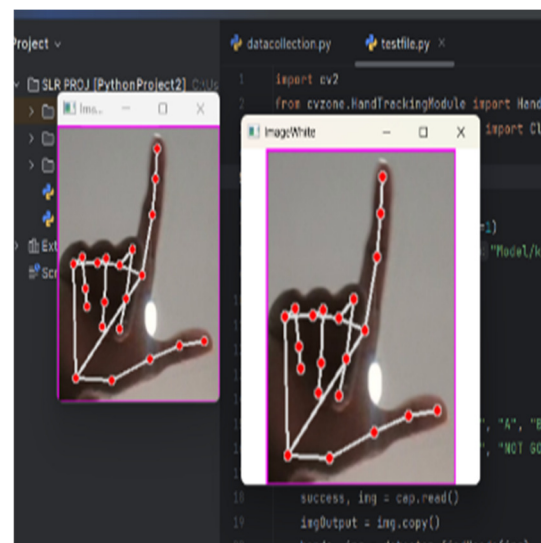 Project
datacollection.py
testfile.py
SLR PROJ [PythonProject2]
1
import cv2
2
from cvzone.HandTrackingModule import Hand
Ima...
ImageWhite
import Cl
=1)
"Model/k
Ext
Scr
", "A", "B
", "NOT GO
18
success, img = cap.read()
19
imgOutput = img.copy()